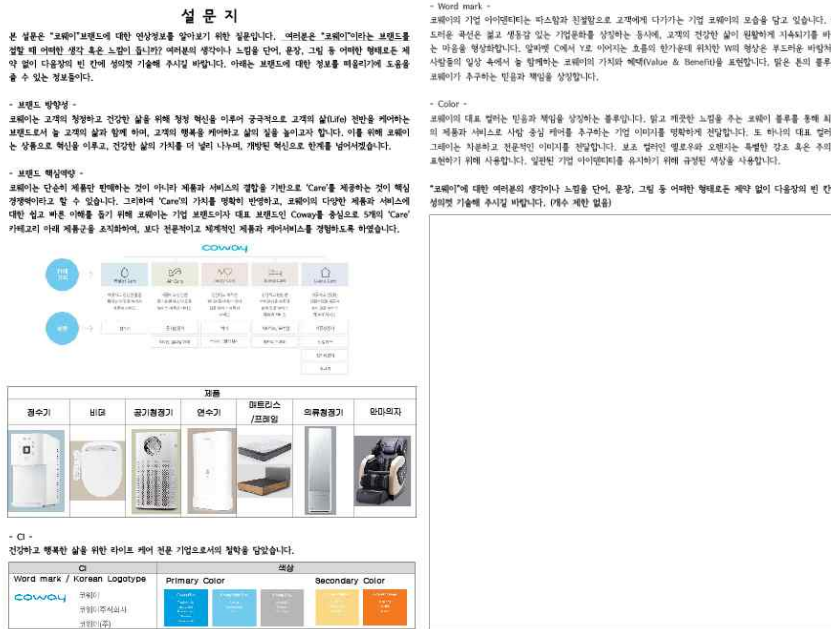 설 문 지
본 설문은 "코웨이"브랜드에 대한 연상정보를 알아보기 위한 질문입니다. 여러분은 "코웨이"이라는 브랜드를
접할 때 어떠한 생각 혹은 느낌이 듭니까? 여러분의 생각이나 느낌을 단어, 문장, 그림 등 어떠한 형태로든 제
약 없이 다음장의 빈 칸에 성의껏 기술해 주시길 바랍니다. 아래는 브랜드에 대한 정보를 떠올리기에 도움을
줄 수 있는 정보들이다.
- 브랜드 방향성 -
코웨이는 고객의 청정하고 건강한 삶을 위해 청정 혁신을 이루어 궁극적으로 고객의 삶(Life) 전반을 케어하는
브랜드로서 늘 고객의 삶과 함께 하며, 고객의 행복을 케어하고 삶의 질을 높이고자 합니다. 이를 위해 코웨이
는 상품으로 혁신을 이루고, 건강한 삶의 가치를 더 널리 나누며, 개방된 혁신으로 한계를 넘어서겠습니다.
- 브랜드 핵심역량 -
코웨이는 단순히 제품만 판매하는 것이 아니라 제품과 서비스의 결합을 기반으로 'Care'를 제공하는 것이 핵심
경쟁력이라고 할 수 있습니다. 그리하여 'Care'의 가치를 명확히 반영하고, 코웨이의 다양한 제품과 서비스에
대한 쉽고 빠른 이해를 돕기 위해 코웨이는 기업 브랜드이자 대표 브랜드인 Coway를 중심으로 5개의 'Care'
카테고리 아래 제품군을 조직화하여, 보다 전문적이고 체계적인 제품과 케어서비스를 경험하도록 하였습니다.
coway
Water Care Air Care
제품
정수기 비데 공기청정기 연수기 매트리스/프레임 의류청정기 안마의자
- CI -
건강하고 행복한 삶을 위한 라이프 케어 전문 기업으로서의 철학을 담았습니다.
CI 색상
Word mark / Korean Logotype Primary Color Secondary Color
coway 코웨이
코웨이주식회사
코웨이(주)
- Word mark -
코웨이의 기업 아이덴티티는 따스함과 친절함으로 고객에게 다가가는 기업 코웨이의 모습을 담고 있습니다.
드러운 곡선은 젊고 생동감 있는 기업문화를 상징하는 동시에, 고객의 건강한 삶이 원활하게 지속되기를 바
는 마음을 형상화합니다. 알파벳 C에서 Y로 이어지는 흐름의 한가운데 위치한 W의 형상은 부드러운 바람처
사람들의 일상 속에서 늘 함께하는 코웨이의 가치와 혜택(Value & Benefit)을 표현합니다. 맑은 톤의 블루
코웨이가 추구하는 믿음과 책임을 상징합니다.
- Color -
코웨이의 대표 컬러는 믿음과 책임을 상징하는 블루입니다. 맑고 깨끗한 느낌을 주는 코웨이 블루를 통해 최
의 제품과 서비스로 사람 중심 케어를 추구하는 기업 이미지를 명확하게 전달합니다. 또 하나의 대표 컬러
그레이는 차분하고 전문적인 이미지를 전달합니다. 보조 컬러인 옐로우와 오렌지는 특별한 강조 혹은 주의
표현하기 위해 사용합니다. 일관된 기업 아이덴티티를 유지하기 위해 규정된 색상을 사용합니다.
"코웨이"에 대한 여러분의 생각이나 느낌을 단어, 문장, 그림 등 어떠한 형태로든 제약 없이 다음장의 빈 칸
성의껏 기술해 주시길 바랍니다. (개수 제한 없음)